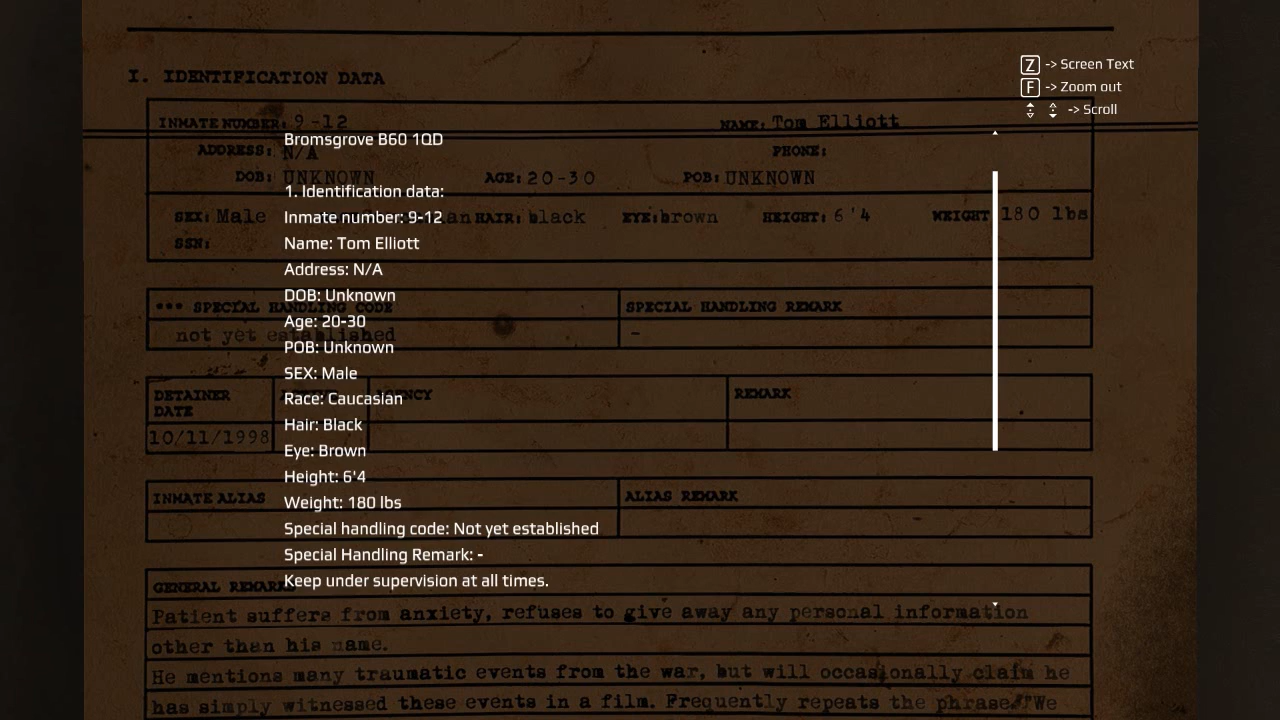 I. IDENTIFICATION DATA
Z -> Screen Text
F -> Zoom out
-> Scroll
INMATE NUMBER: 9-12 NAME: Tom Elliott
ADDRESS: N/A PHONE:
DOB: UNKNOWN AGE: 20-30 POB: UNKNOWN
SEX: Male an HAIR: black EYE: brown HEIGHT: 6'4 WEIGHT 180 lbs
SSN:
*** SPECIAL HANDLING CODE SPECIAL HANDLING REMARK
not yet established -
DETAINER DATE REMARK
10/11/1998
INMATE ALIAS ALIAS REMARK
GENERAL REMARKS
Patient suffers from anxiety, refuses to give away any personal information
other than his name.
He mentions many traumatic events from the war, but will occasionally claim he
has simply witnessed these events in a film. Frequently repeats the phrase: "We
Bromsgrove B60 1QD
1. Identification data:
Inmate number: 9-12
Name: Tom Elliott
Address: N/A
DOB: Unknown
Age: 20-30
POB: Unknown
SEX: Male
Race: Caucasian
Hair: Black
Eye: Brown
Height: 6'4
Weight: 180 lbs
Special handling code: Not yet established
Special Handling Remark: -
Keep under supervision at all times.